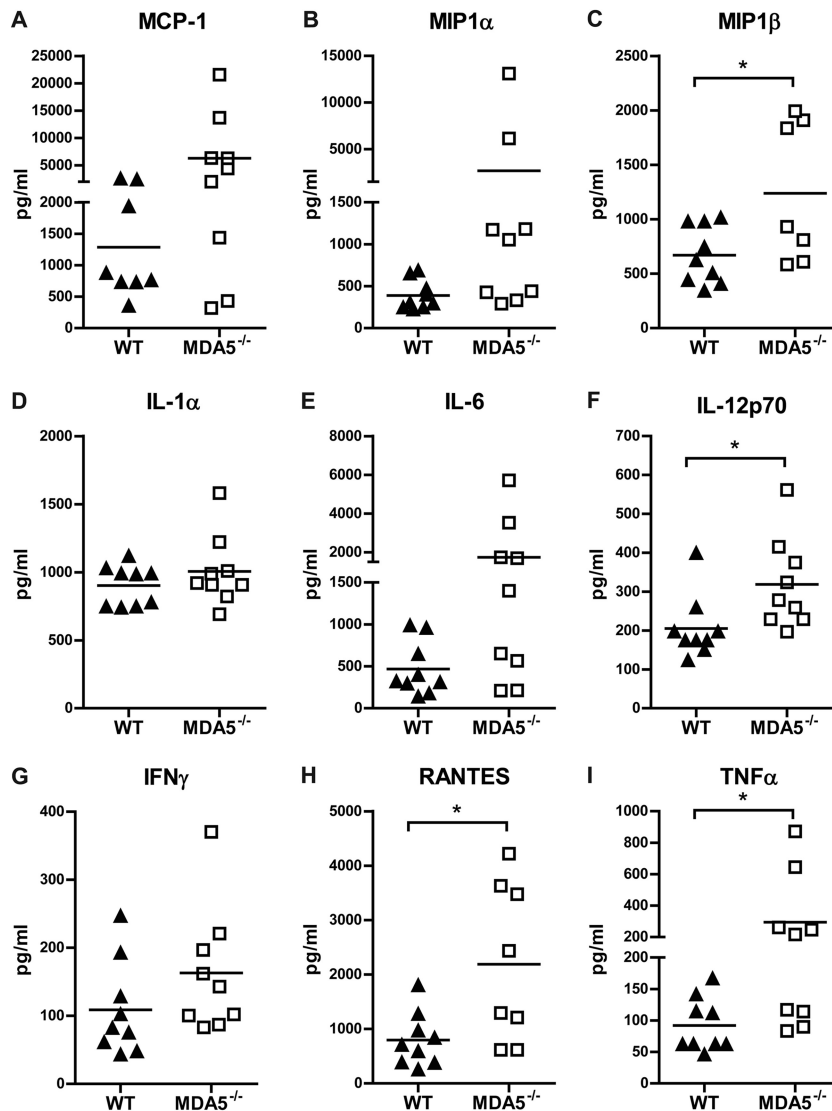 A MCP-1
pg/ml
25000
20000
15000
10000
5000
2000
1500
1000
500
0
WT MDA5-/-
B MIP1α
pg/ml
15000
10000
5000
1500
1000
500
0
WT MDA5-/-
C MIP1β
pg/ml
2500
2000
1500
1000
500
0
*
WT MDA5-/-
D IL-1α
pg/ml
2000
1500
1000
500
0
WT MDA5-/-
E IL-6
pg/ml
8000
6000
4000
2000
1500
1000
500
0
WT MDA5-/-
F IL-12p70
pg/ml
700
600
400
300
200
100
0
*
WT MDA5-/-
G IFNγ
pg/ml
400
300
200
100
0
WT MDA5-/-
H RANTES
pg/ml
5000
4000
3000
2000
1000
0
*
WT MDA5-/-
I TNFα
pg/ml
1000
800
600
400
200
150
100
50
0
*
WT MDA5-/-